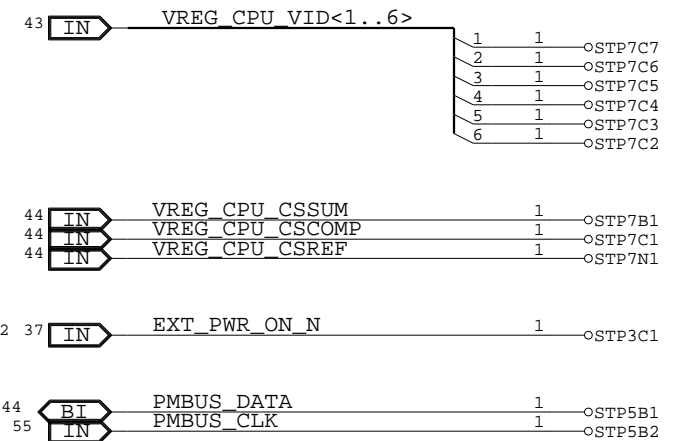 43 IN VREG_CPU_VID<1..6>
1 1 STP7C7
2 1 STP7C6
3 1 STP7C5
4 1 STP7C4
5 1 STP7C3
6 1 STP7C2
44 IN VREG_CPU_CSSUM 1 STP7B1
44 IN VREG_CPU_CSCOMP 1 STP7C1
44 IN VREG_CPU_CSREF 1 STP7N1
2 37 IN EXT_PWR_ON_N 1 STP3C1
44 BI PMBUS_DATA 1 STP5B1
55 IN PMBUS_CLK 1 STP5B2